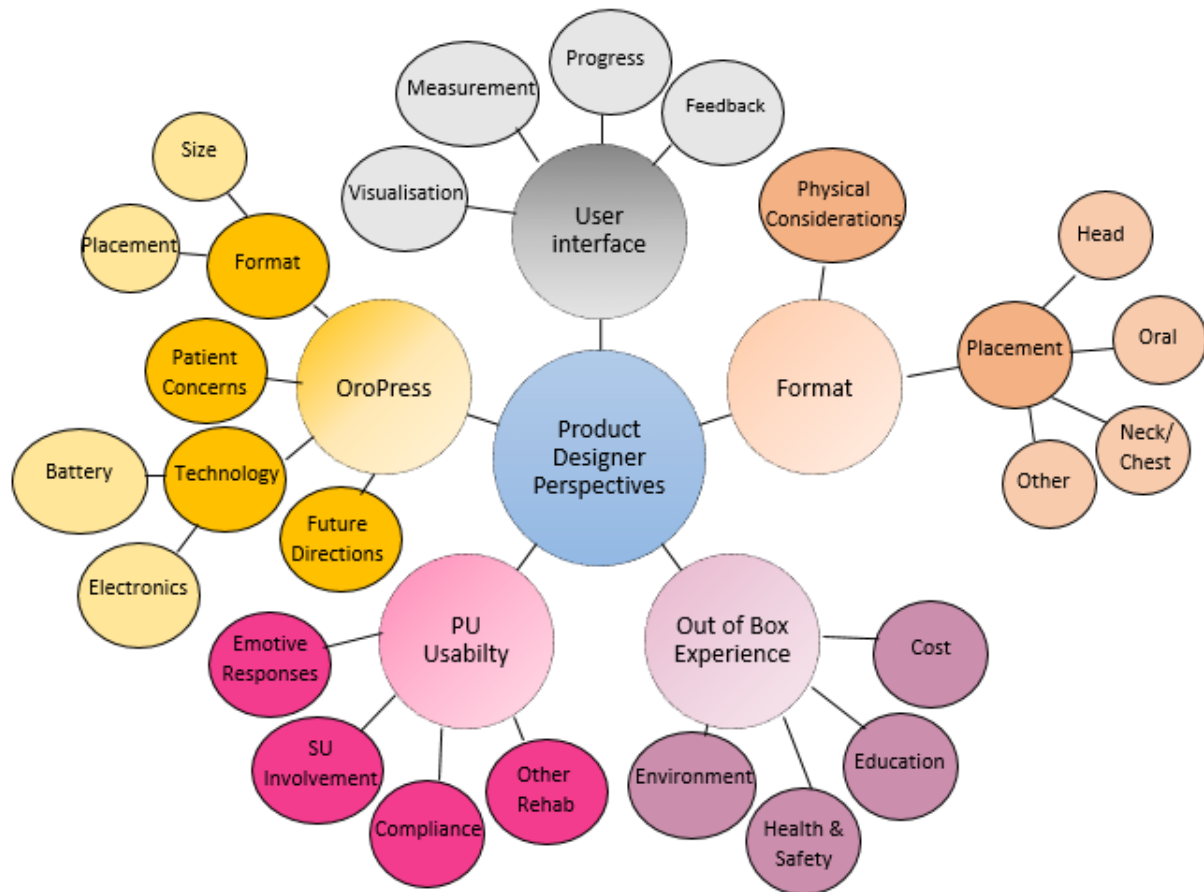 Progress
Measurement
Feedback
Visualisation
User
interface
Size
Placement
Format
Patient
Concerns
OroPress
Battery
Technology
Electronics
Future
Directions
Product
Designer
Perspectives
Physical
Considerations
Format
Placement
Head
Oral
Neck/
Chest
Other
PU
Usabilty
Emotive
Responses
SU
Involvement
Compliance
Other
Rehab
Out of Box
Experience
Cost
Education
Environment
Health &
Safety